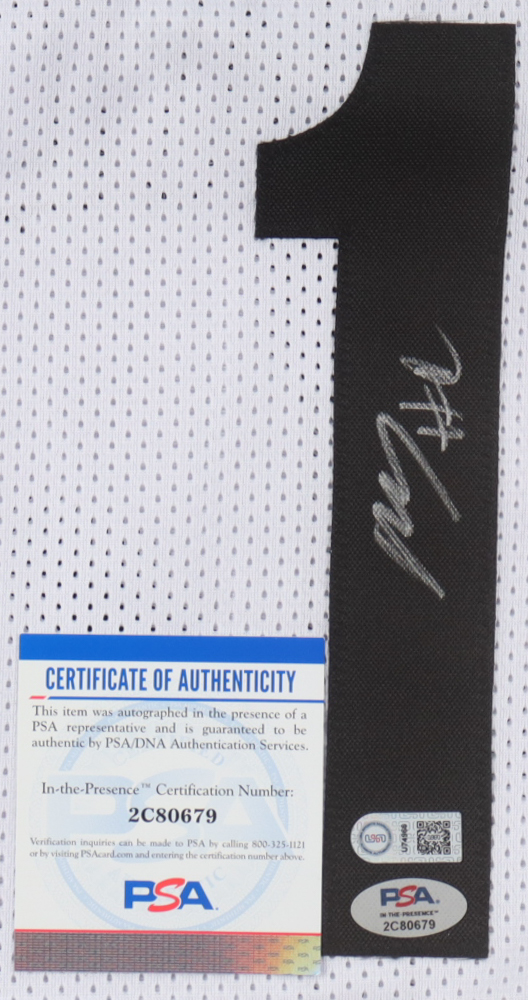 1
CERTIFICATE OF AUTHENTICITY
This item was autographed in the presence of a
PSA representative and is guaranteed to be
authentic by PSA/DNA Authentication Services.
In-the-Presence™ Certification Number:
2C80679
Verification inquiries can be made to PSA by calling 800-325-1121
or by visiting PSAcard.com and entering the certification number above.
PSA
U74966
PSA
IN-THE-PRESENCE™
2C80679